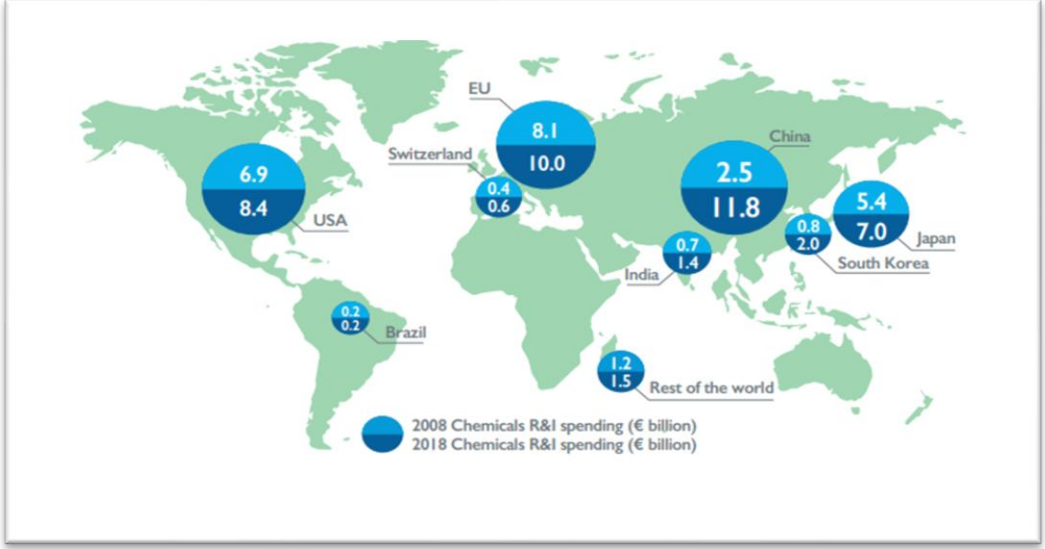 EU
8.1
10.0
China
2.5
11.8
Switzerland
0.4
0.6
6.9
8.4
USA
5.4
7.0
Japan
0.8
2.0
South Korea
0.7
1.4
India
0.2
0.2
Brazil
1.2
1.5
Rest of the world
2008 Chemicals R&I spending (€ billion)
2018 Chemicals R&I spending (€ billion)